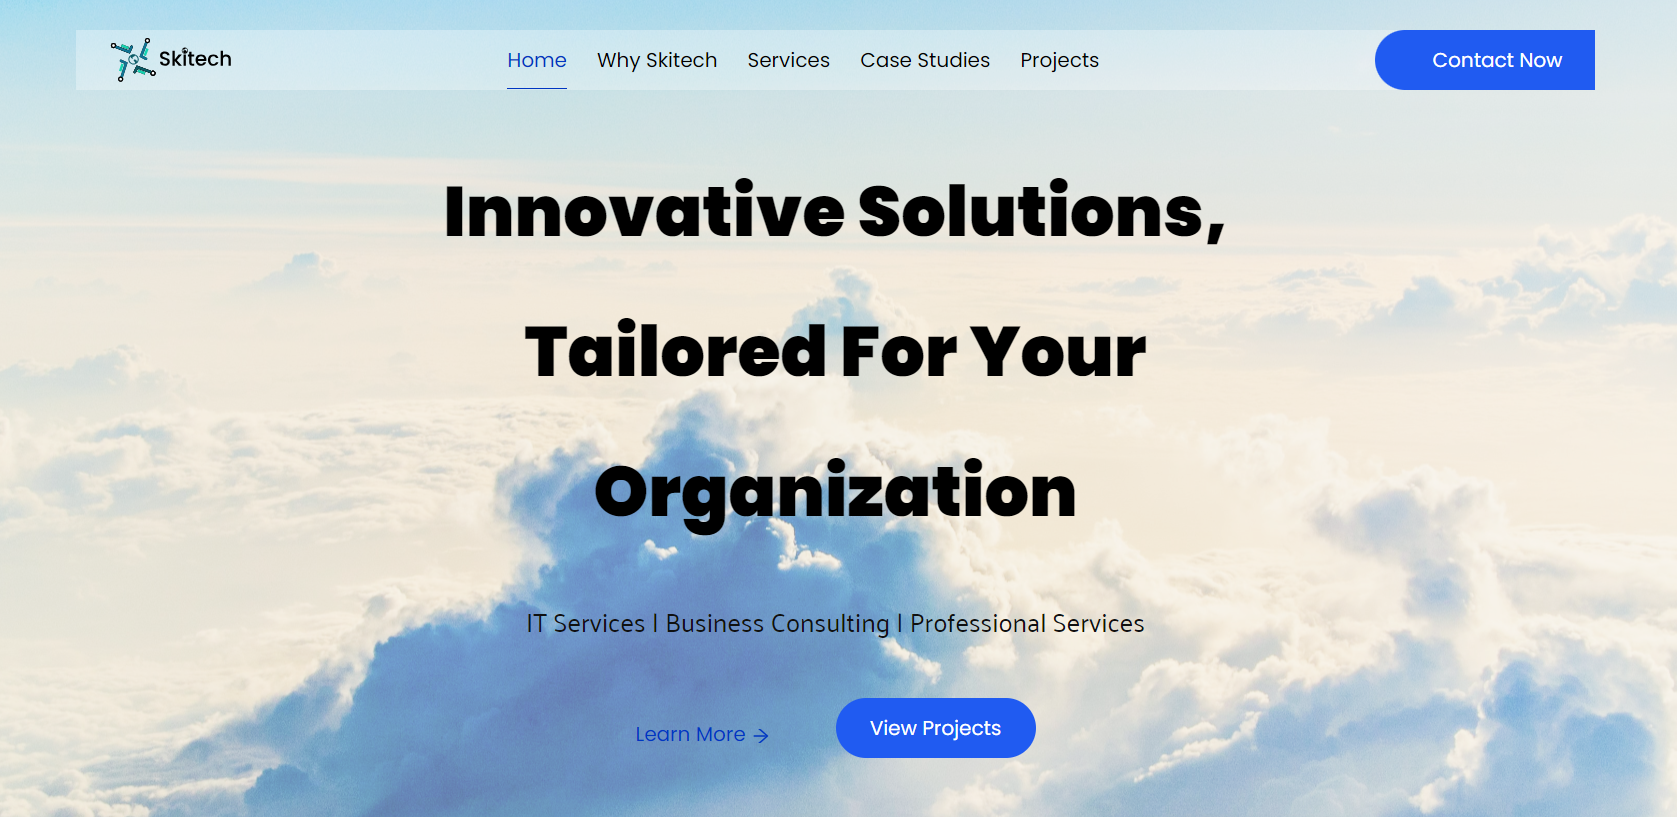 Skitech
Home
Why Skitech
Services
Case Studies
Projects
Contact Now
Innovative Solutions,
Tailored For Your
Organization
IT Services | Business Consulting | Professional Services
Learn More →
View Projects